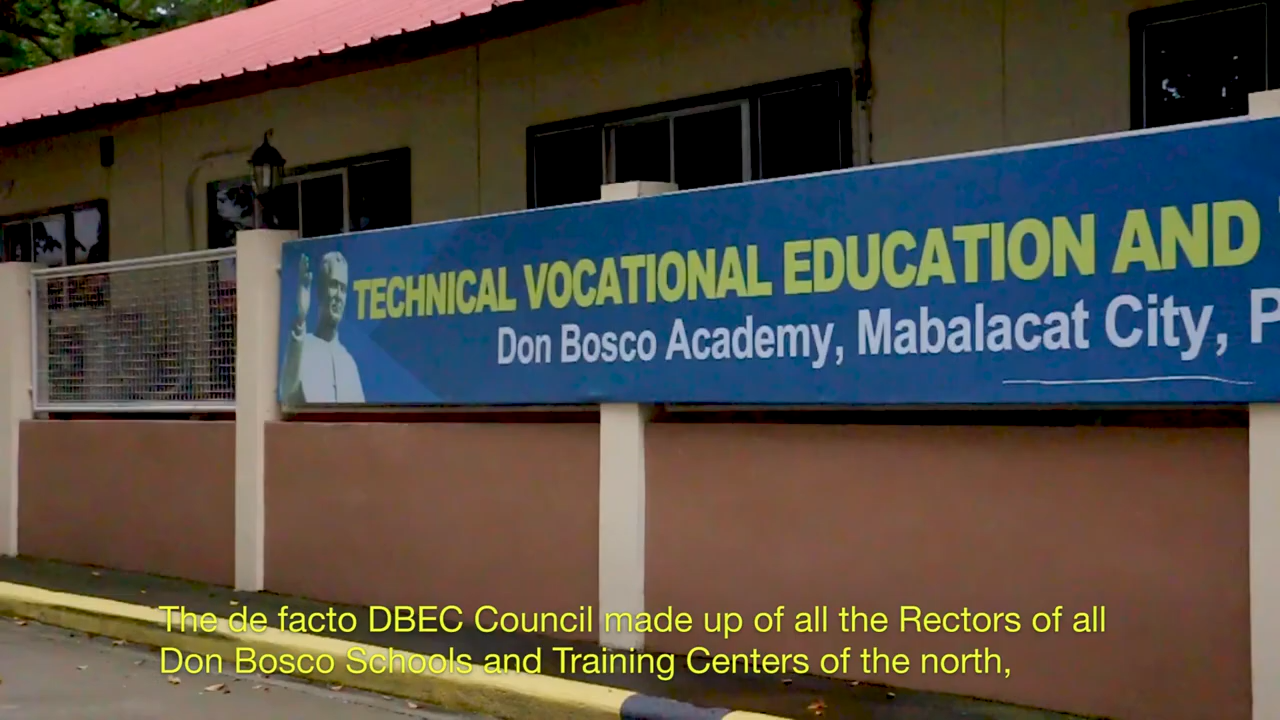 TECHNICAL VOCATIONAL EDUCATION AND
Don Bosco Academy, Mabalacat City, P
The de facto DBEC Council made up of all the Rectors of all
Don Bosco Schools and Training Centers of the north,